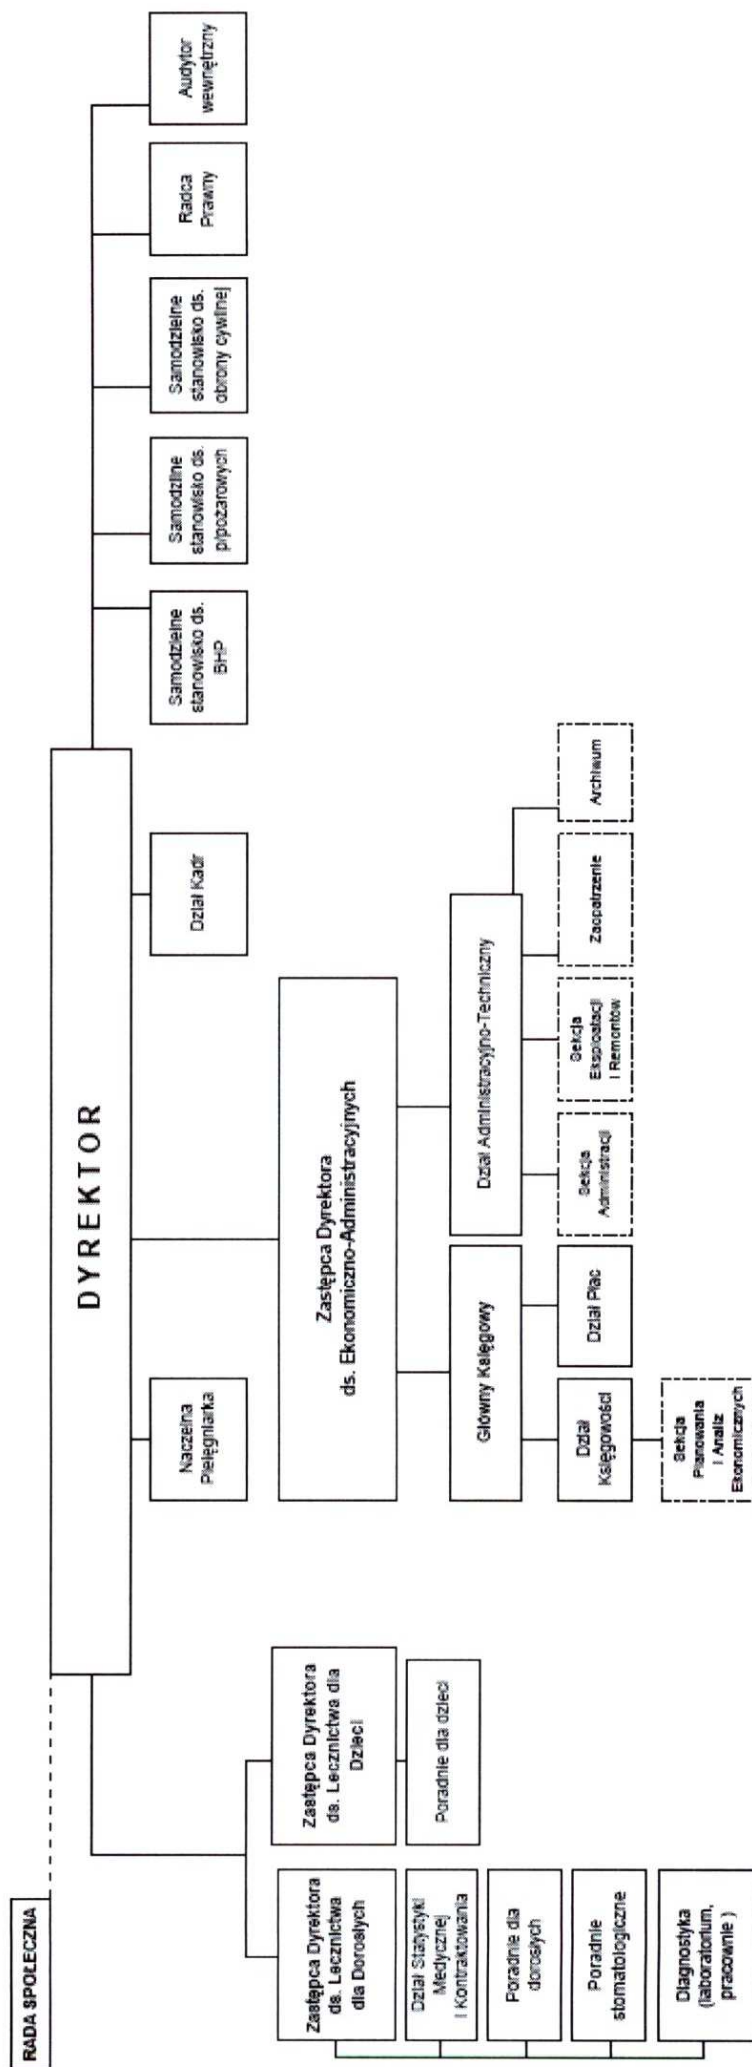 RADA SPOŁECZNA
DYREKTOR
Naczelna
Pielęgniarka
Dział Kadr
Samodzielne
stanowisko ds.
BHP
Samodzilne
stanowisko ds.
p/pożarowych
Samodzielne
stanowisko ds.
obrony cywilnej
Radca
Prawny
Audytor
wewnętrzny
Zastępca Dyrektora
ds. Lecznictwa
dla Dorosłych
Zastępca Dyrektora
ds. Lecznictwa dla
Dzieci
Zastępca Dyrektora
ds. Ekonomiczno-Administracyjnych
Dział Statystyki
Medycznej
i Kontraktowania
Poradnie dla
dorosłych
Poradnie
stomatologiczne
Diagnostyka
(laboratorium,
pracownie )
Poradnie dla dzieci
Główny Księgowy
Dział Administracyjno-Techniczny
Dział
Księgowości
Dział Płac
Sekcja
Administracji
Sekcja
Eksploatacji
i Remontów
Zaopatrzenie
Archiwum
Sekcja
Planowania
i Analiz
Ekonomicznych